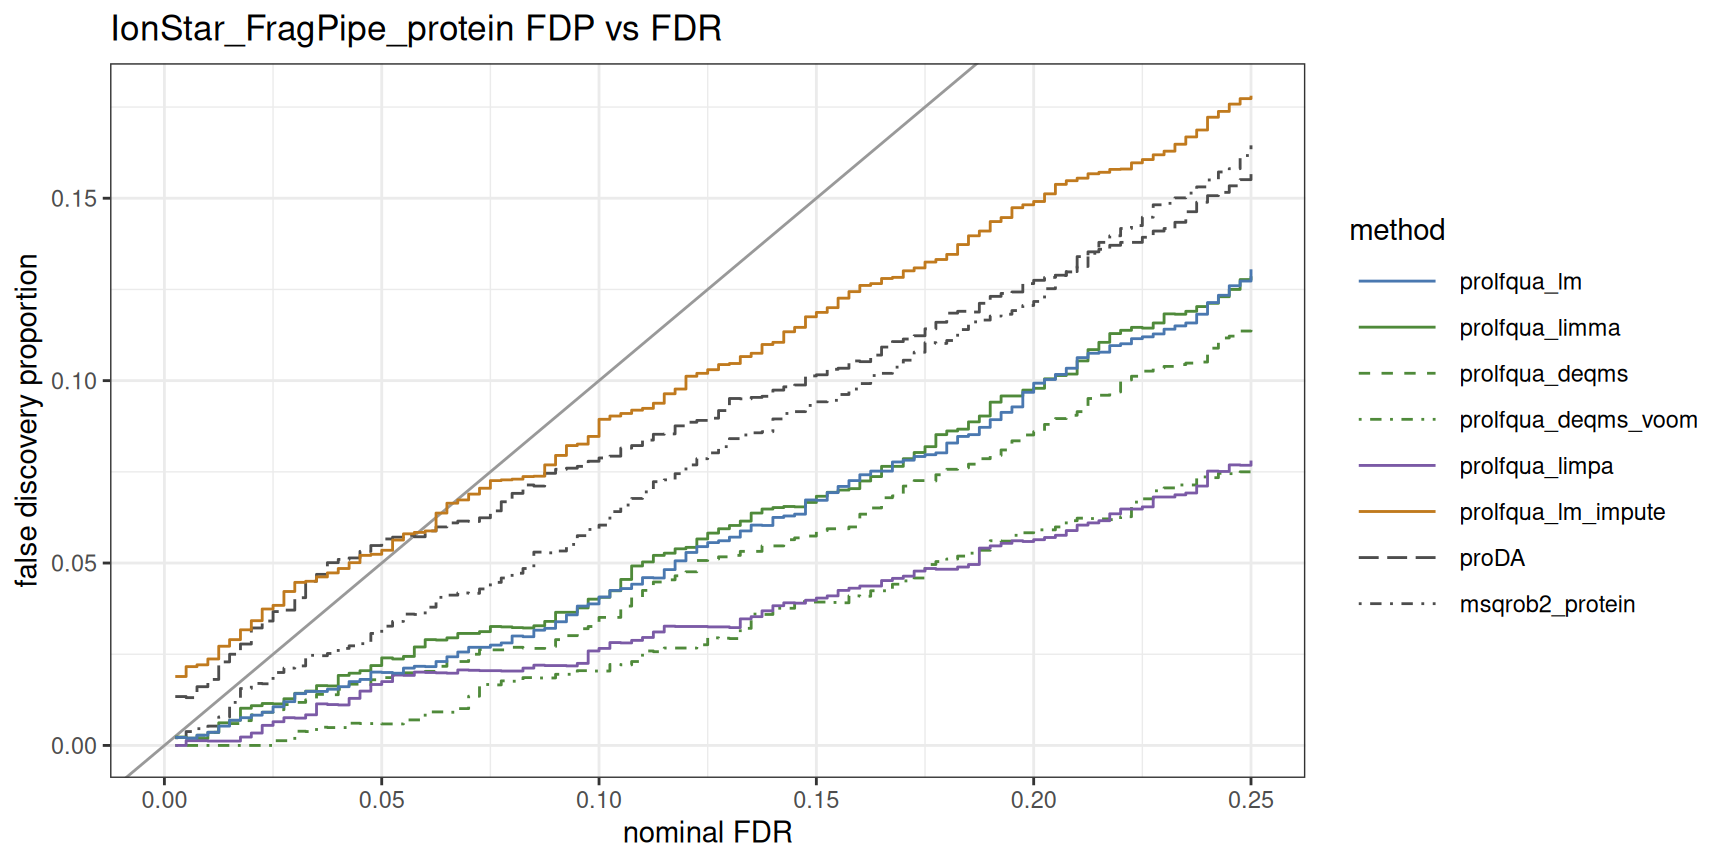 IonStar_FragPipe_protein FDP vs FDR
false discovery proportion
0.15
0.10
0.05
0.00
0.00 0.05 0.10 0.15 0.20 0.25
nominal FDR
method
prolfqua_lm
prolfqua_limma
prolfqua_deqms
prolfqua_deqms_voom
prolfqua_limpa
prolfqua_lm_impute
proDA
msqrob2_protein